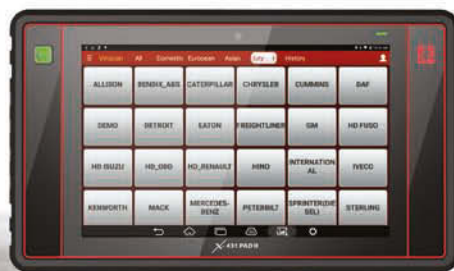 Vehicles All Domestic European Asian History
ALLISON BENDIX_ABS CATERPILLAR CHRYSLER CUMMINS DAF
DEMO DETROIT EATON FREIGHTLINER GM HD FUSO
HD ISUZU HD_OBD HD_RENAULT HINO INTERNATION
AL IVECO
KENWORTH MACK MERCEDES-
BENZ PETERBILT SPRINTER(DIE
SEL) STERLING
X-431 PAD II